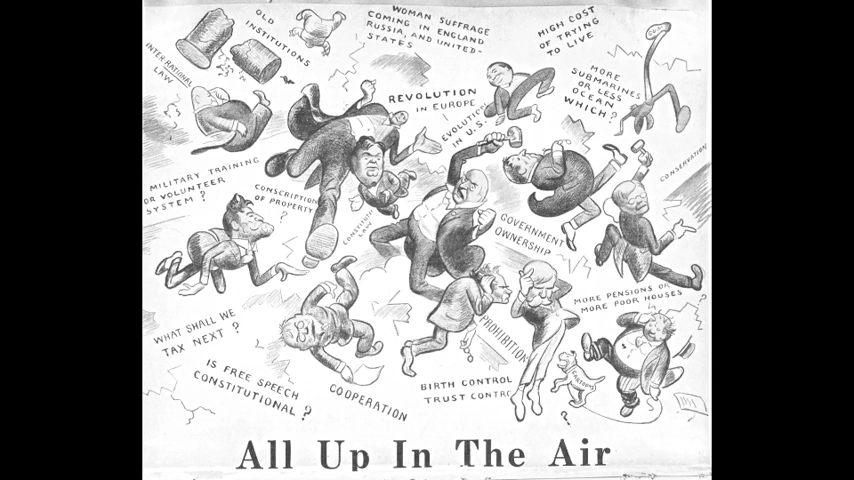 OLD
INSTITUTIONS
WOMAN SUFFRAGE
COMING IN ENGLAND
RUSSIA, AND UNITED-
STATES
HIGH COST
OF TRYING
TO LIVE
INTERNATIONAL
LAW
MORE
SUBMARINES
OR LESS
OCEAN
WHICH?
REVOLUTION
IN EUROPE
EVOLUTION
IN U.S.
CONSERVATION
MILITARY TRAINING
OR VOLUNTEER
SYSTEM?
CONSCRIPTION
OF PROPERTY
?
LAW
GOVERNMENT
OWNERSHIP
MORE PENSIONS OR
MORE POOR HOUSES
?
WHAT SHALL WE
TAX NEXT?
PROHIBITION
IS FREE SPEECH
CONSTITUTIONAL?
COOPERATION
BIRTH CONTROL
TRUST CONTRO
?
All Up In The Air